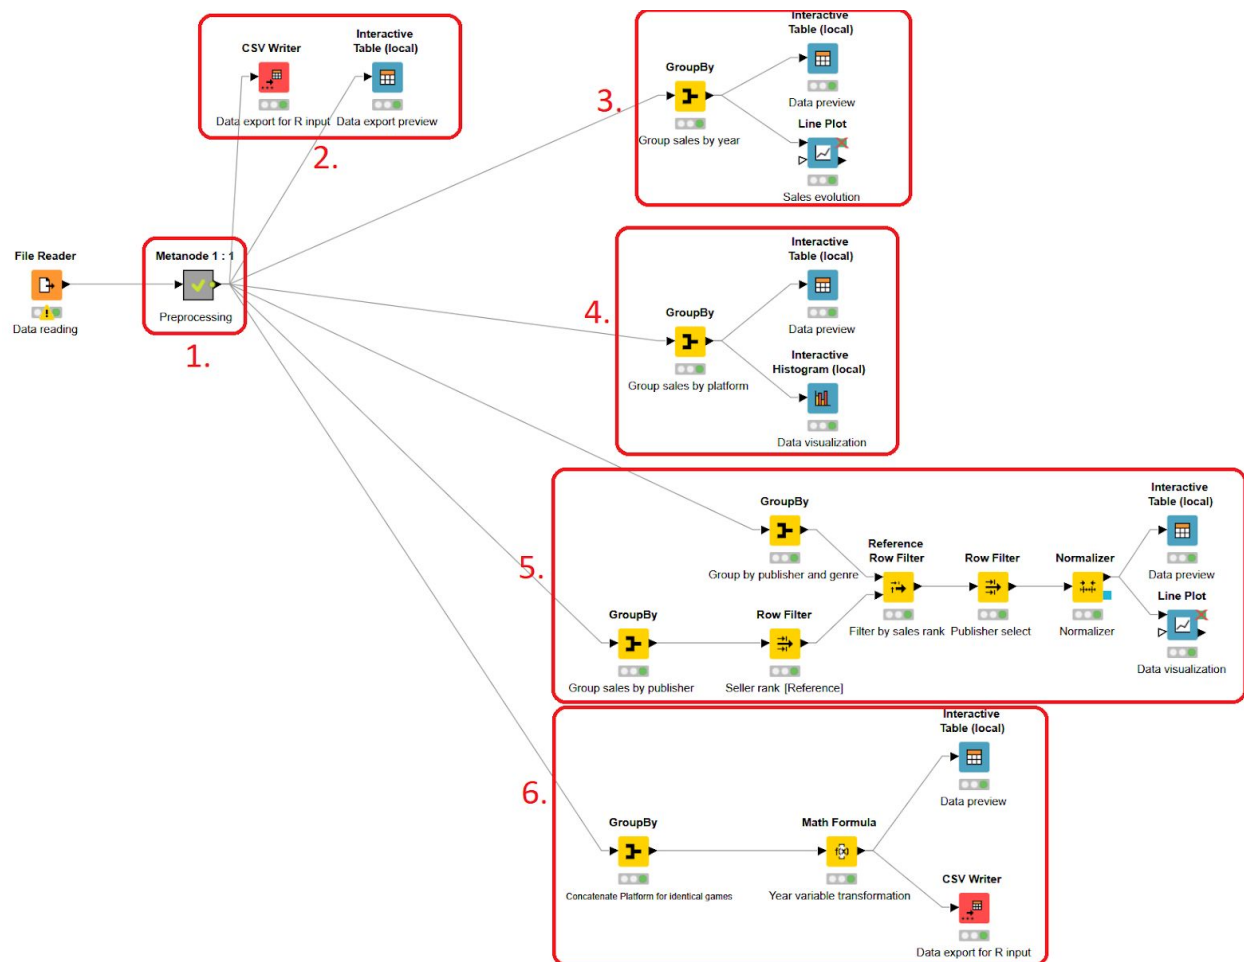 CSV Writer
Data export for R input
Interactive
Table (local)
Data export preview
2.
File Reader
Data reading
Metanode 1 : 1
Preprocessing
1.
3.
GroupBy
Group sales by year
Interactive
Table (local)
Data preview
Line Plot
Sales evolution
4.
GroupBy
Group sales by platform
Interactive
Table (local)
Data preview
Interactive
Histogram (local)
Data visualization
5.
GroupBy
Group by publisher and genre
GroupBy
Group sales by publisher
Row Filter
Seller rank [Reference]
Reference
Row Filter
Filter by sales rank
Row Filter
Publisher select
Normalizer
Normalizer
Interactive
Table (local)
Data preview
Line Plot
Data visualization
6.
GroupBy
Concatenate Platform for identical games
Math Formula
f(x)
Year variable transformation
Interactive
Table (local)
Data preview
CSV Writer
Data export for R input